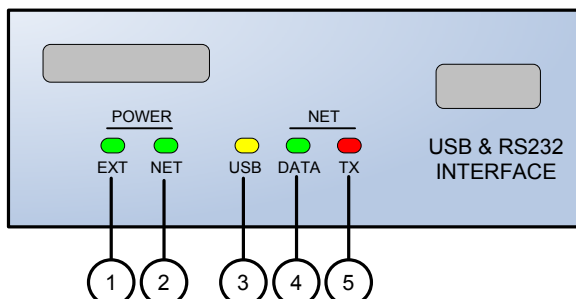 POWER
NET
EXT
NET
USB
DATA
TX
USB & RS232
INTERFACE
1
2
3
4
5